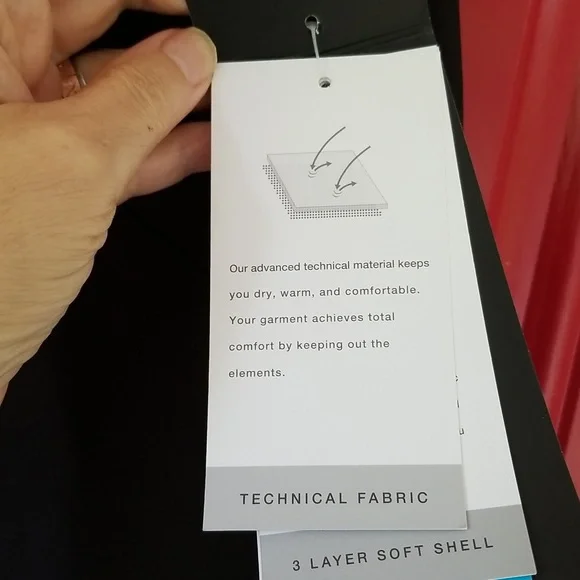 Our advanced technical material keeps
you dry, warm, and comfortable.
Your garment achieves total
comfort by keeping out the
elements.
TECHNICAL FABRIC
3 LAYER SOFT SHELL